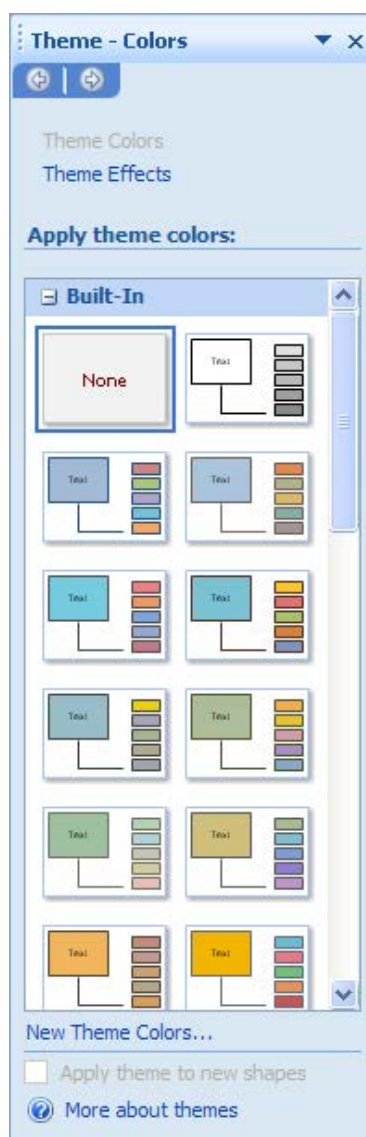 Theme - Colors
Theme Colors
Theme Effects
Apply theme colors:
Built-In
None
Text
Text
Text
Text
Text
Text
Text
Text
Text
Text
Text
New Theme Colors...
Apply theme to new shapes
More about themes